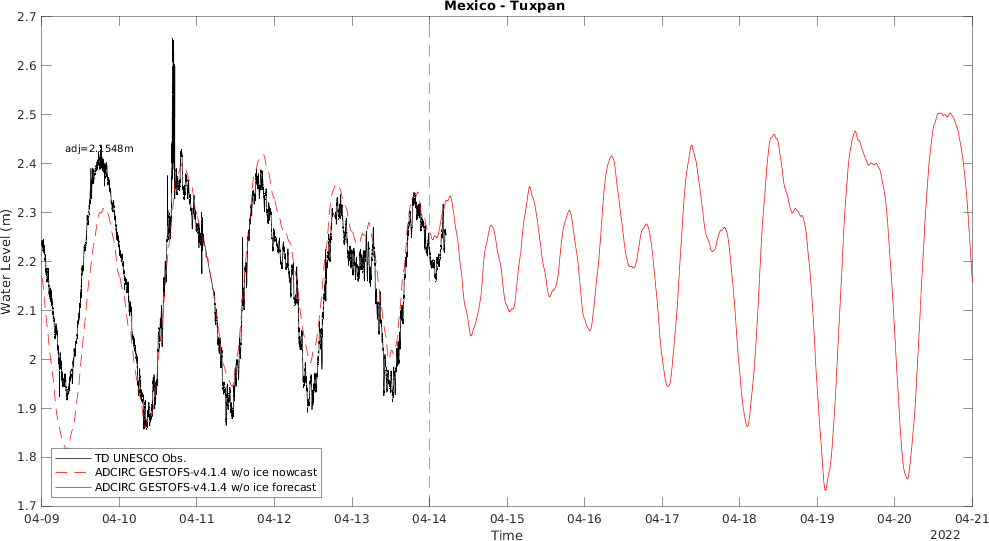 Mexico - Tuxpan
2.7
2.6
2.5
2.4
2.3
2.2
2.1
2
1.9
1.8
1.7
Water Level (m)
adj=2.1548m
TD UNESCO Obs.
ADCIRC GESTOFS-v4.1.4 w/o ice nowcast
ADCIRC GESTOFS-v4.1.4 w/o ice forecast
04-09 04-10 04-11 04-12 04-13 04-14 04-15 04-16 04-17 04-18 04-19 04-20 04-21
Time
2022